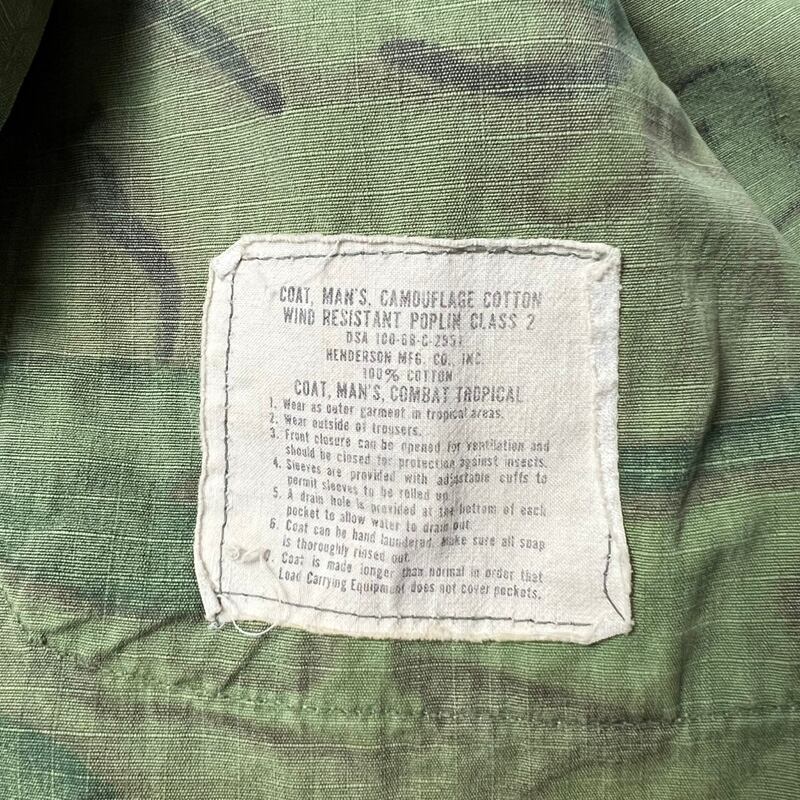 COAT, MAN'S, CAMOUFLAGE COTTON
WIND RESISTANT POPLIN CLASS 2
DSA 100-68-C-2551
HENDERSON MFG. CO., INC.
100% COTTON
COAT, MAN'S, COMBAT TROPICAL
1. Wear as outer garment in tropical areas.
2. Wear outside of trousers.
3. Front closure can be opened for ventilation and
should be closed for protection against insects.
4. Sleeves are provided with adjustable cuffs to
permit sleeves to be rolled up.
5. A drain hole is provided at the bottom of each
pocket to allow water to drain out.
6. Coat can be hand laundered. Make sure all soap
is thoroughly rinsed out.
Coat is made longer than normal in order that
Load Carrying Equipment does not cover pockets.